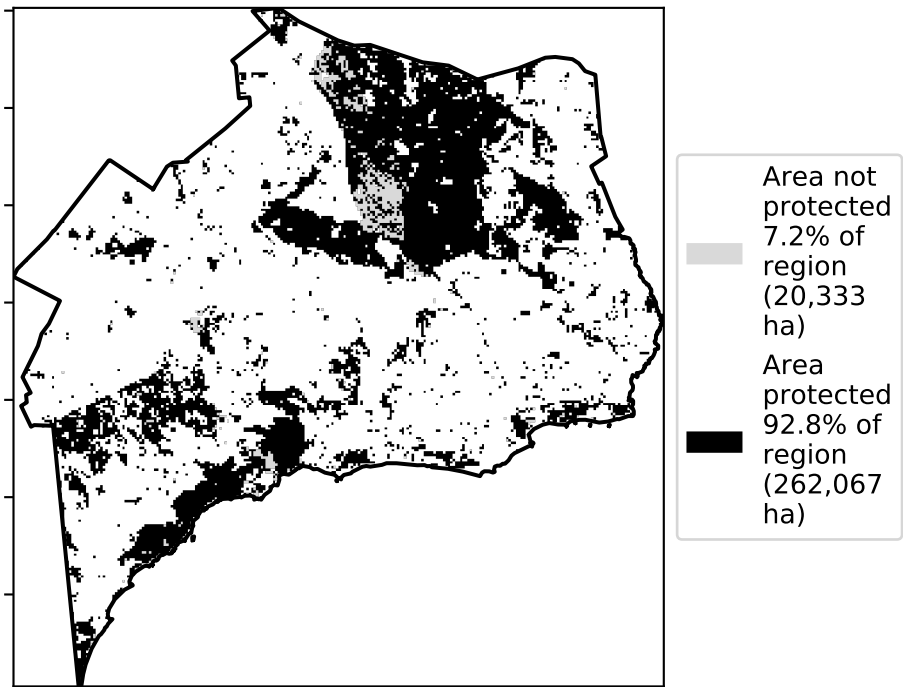 Area not
protected
7.2% of
region
(20,333
ha)
Area
protected
92.8% of
region
(262,067
ha)